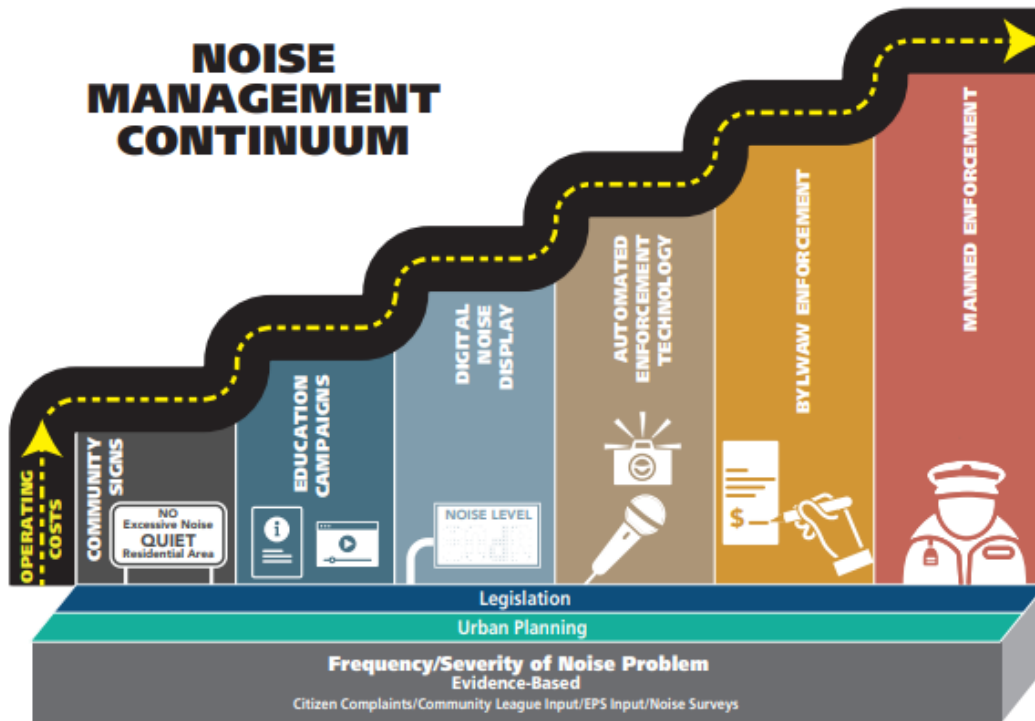 NOISE
MANAGEMENT
CONTINUUM
OPERATING
COSTS
COMMUNITY
SIGNS
NO
Excessive Noise
QUIET
Residential Area
EDUCATION
CAMPAIGNS
DIGITAL
NOISE
DISPLAY
NOISE LEVEL
AUTOMATED
ENFORCEMENT
TECHNOLOGY
BYLWAW ENFORCEMENT
$
MANNED ENFORCEMENT
Legislation
Urban Planning
Frequency/Severity of Noise Problem
Evidence-Based
Citizen Complaints/Community League Input/EPS Input/Noise Surveys